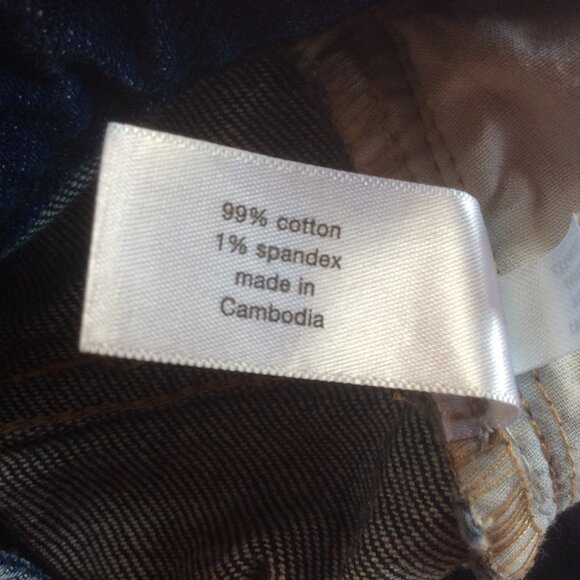 99% cotton
1% spandex
made in
Cambodia